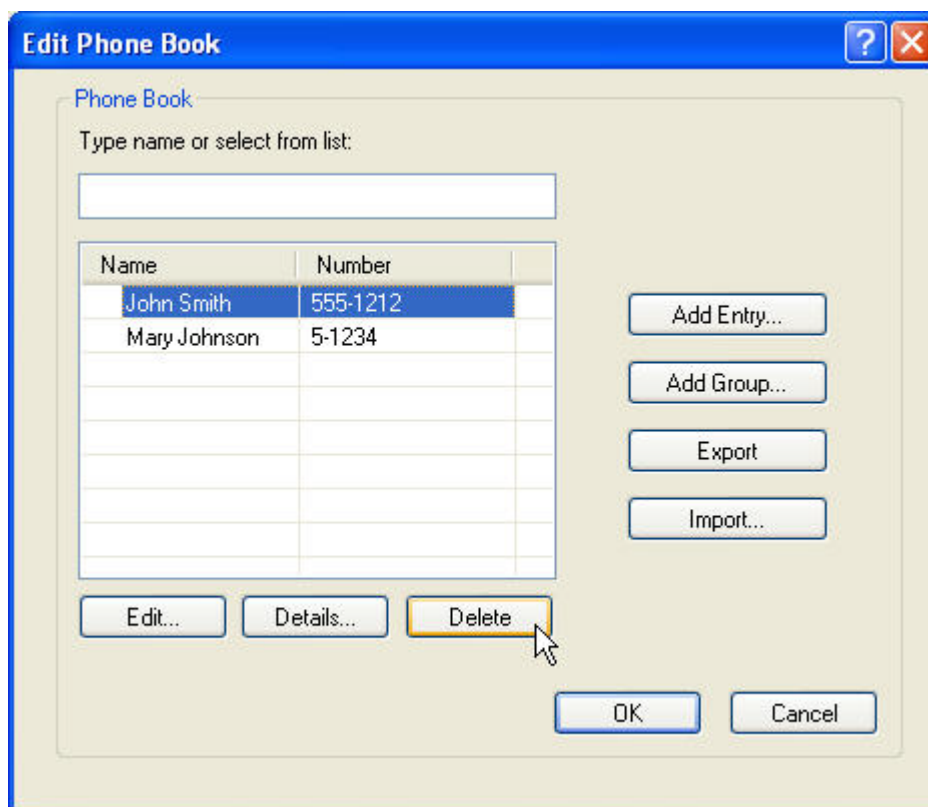 Edit Phone Book
Phone Book
Type name or select from list:
Name Number
John Smith 555-1212
Mary Johnson 5-1234
Add Entry...
Add Group...
Export
Import...
Edit... Details... Delete
OK Cancel